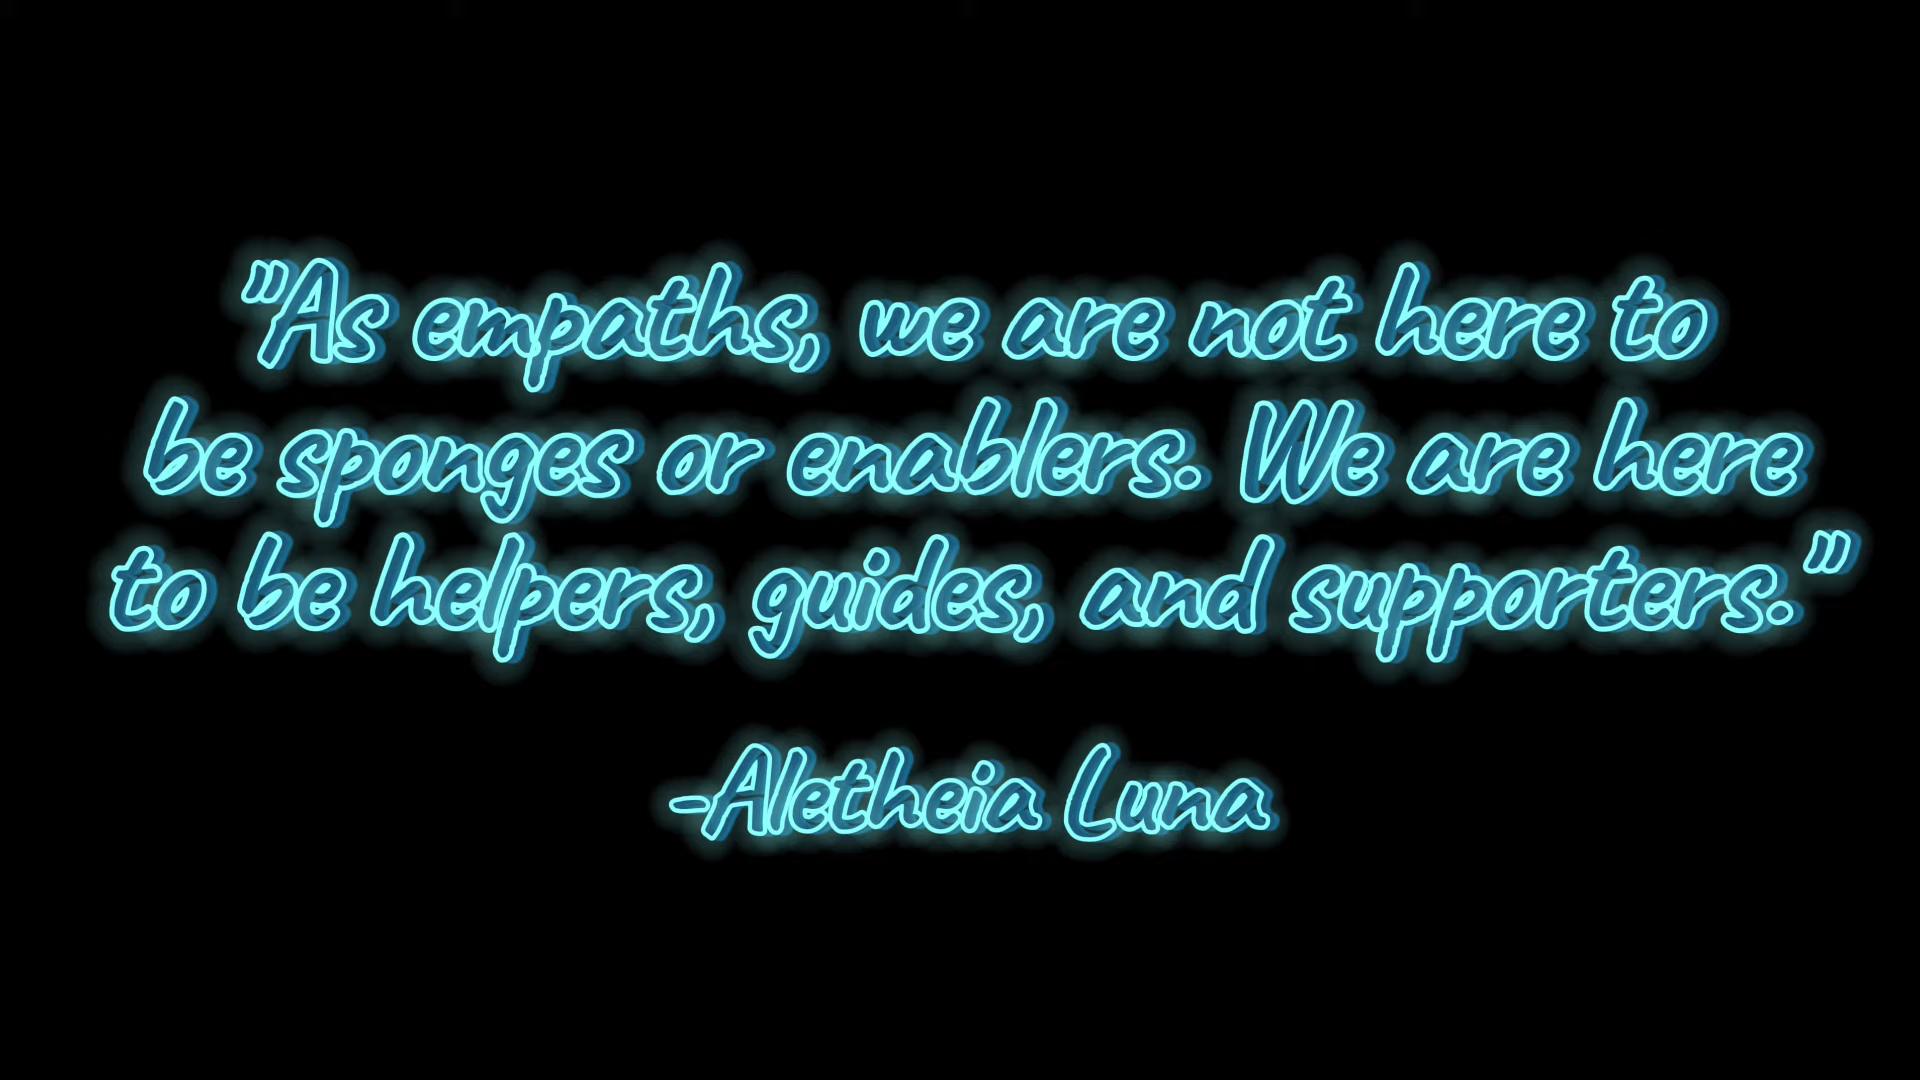 "As empaths, we are not here to
be sponges or enablers. We are here
to be helpers, guides, and supporters."
-Aletheia Luna